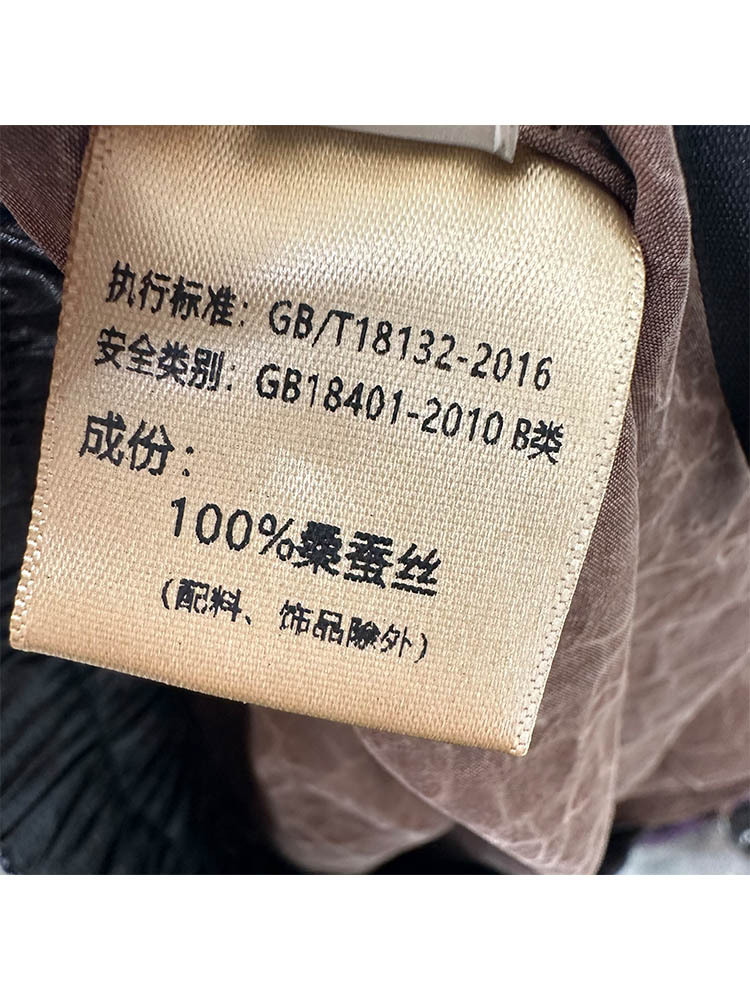 执行标准：GB/T18132-2016
安全类别：GB18401-2010 B类
成份：
100%桑蚕丝
（配料、饰品除外）